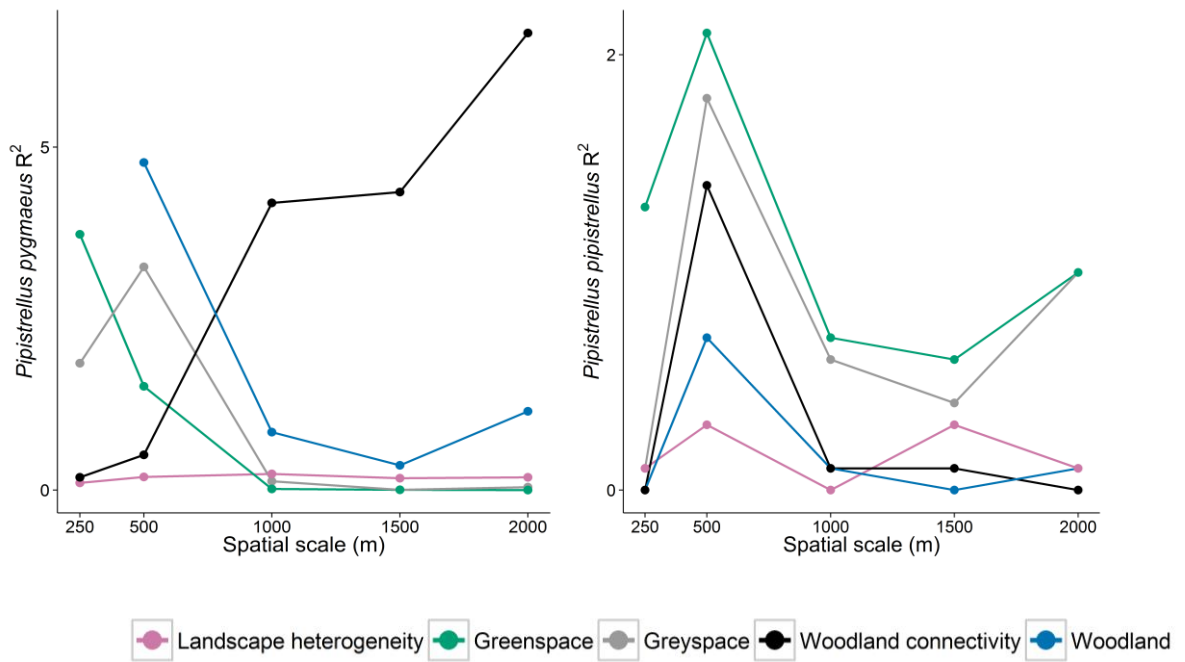 Pipistrellus pygmaeus R²
5
0
250 500 1000 1500 2000
Spatial scale (m)
Pipistrellus pipistrellus R²
2
0
250 500 1000 1500 2000
Spatial scale (m)
Landscape heterogeneity Greenspace Greyspace Woodland connectivity Woodland